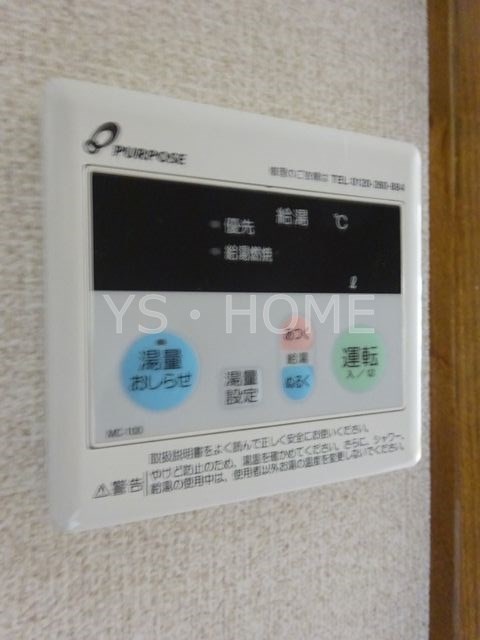 PURPOSE
修理のご依頼は TEL:0120-260-884
優先 給湯 ℃
給湯燃焼
ℓ
YS・HOME
湯量
おしらせ
湯量
設定
あつく
給湯
ぬるく
運転
入/切
MC-100
警告
取扱説明書をよく読んで正しく安全にお使いください。
やけど防止のため、湯温を確かめてください。さらに、シャワー、
給湯の使用中は、使用者以外お湯の温度を変更しないでください。